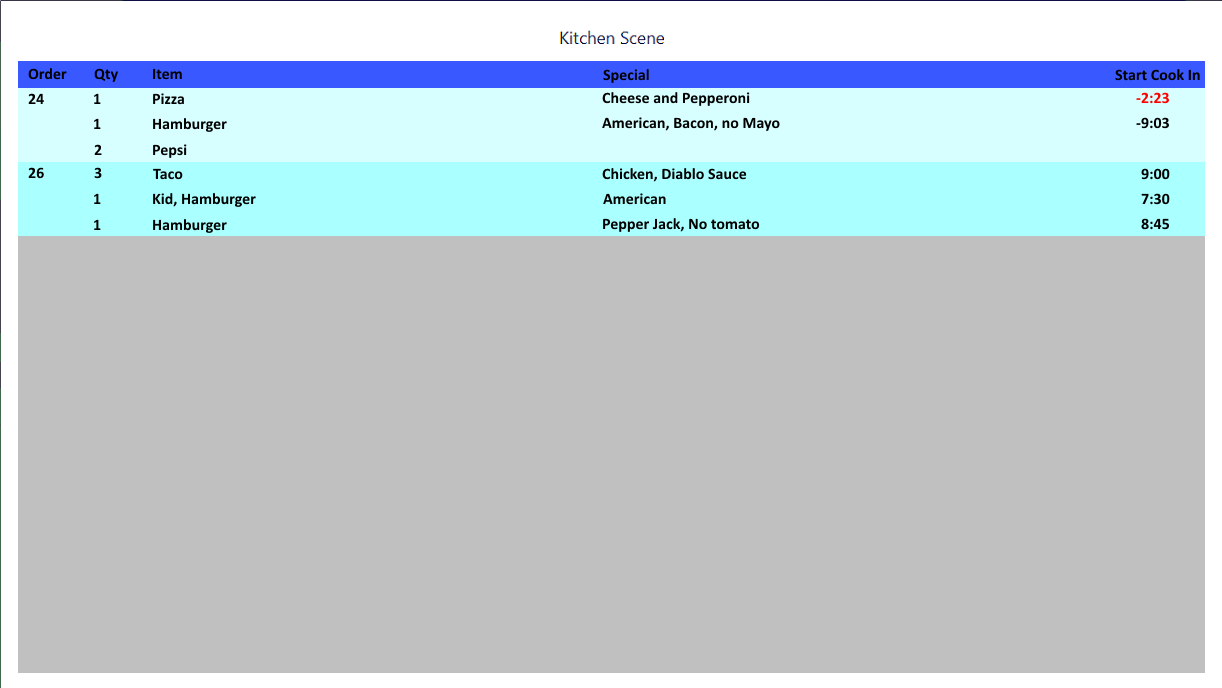 Kitchen Scene
Order Qty Item Special Start Cook In
24 1 Pizza Cheese and Pepperoni -2:23
1 Hamburger American, Bacon, no Mayo -9:03
2 Pepsi
26 3 Taco Chicken, Diablo Sauce 9:00
1 Kid, Hamburger American 7:30
1 Hamburger Pepper Jack, No tomato 8:45